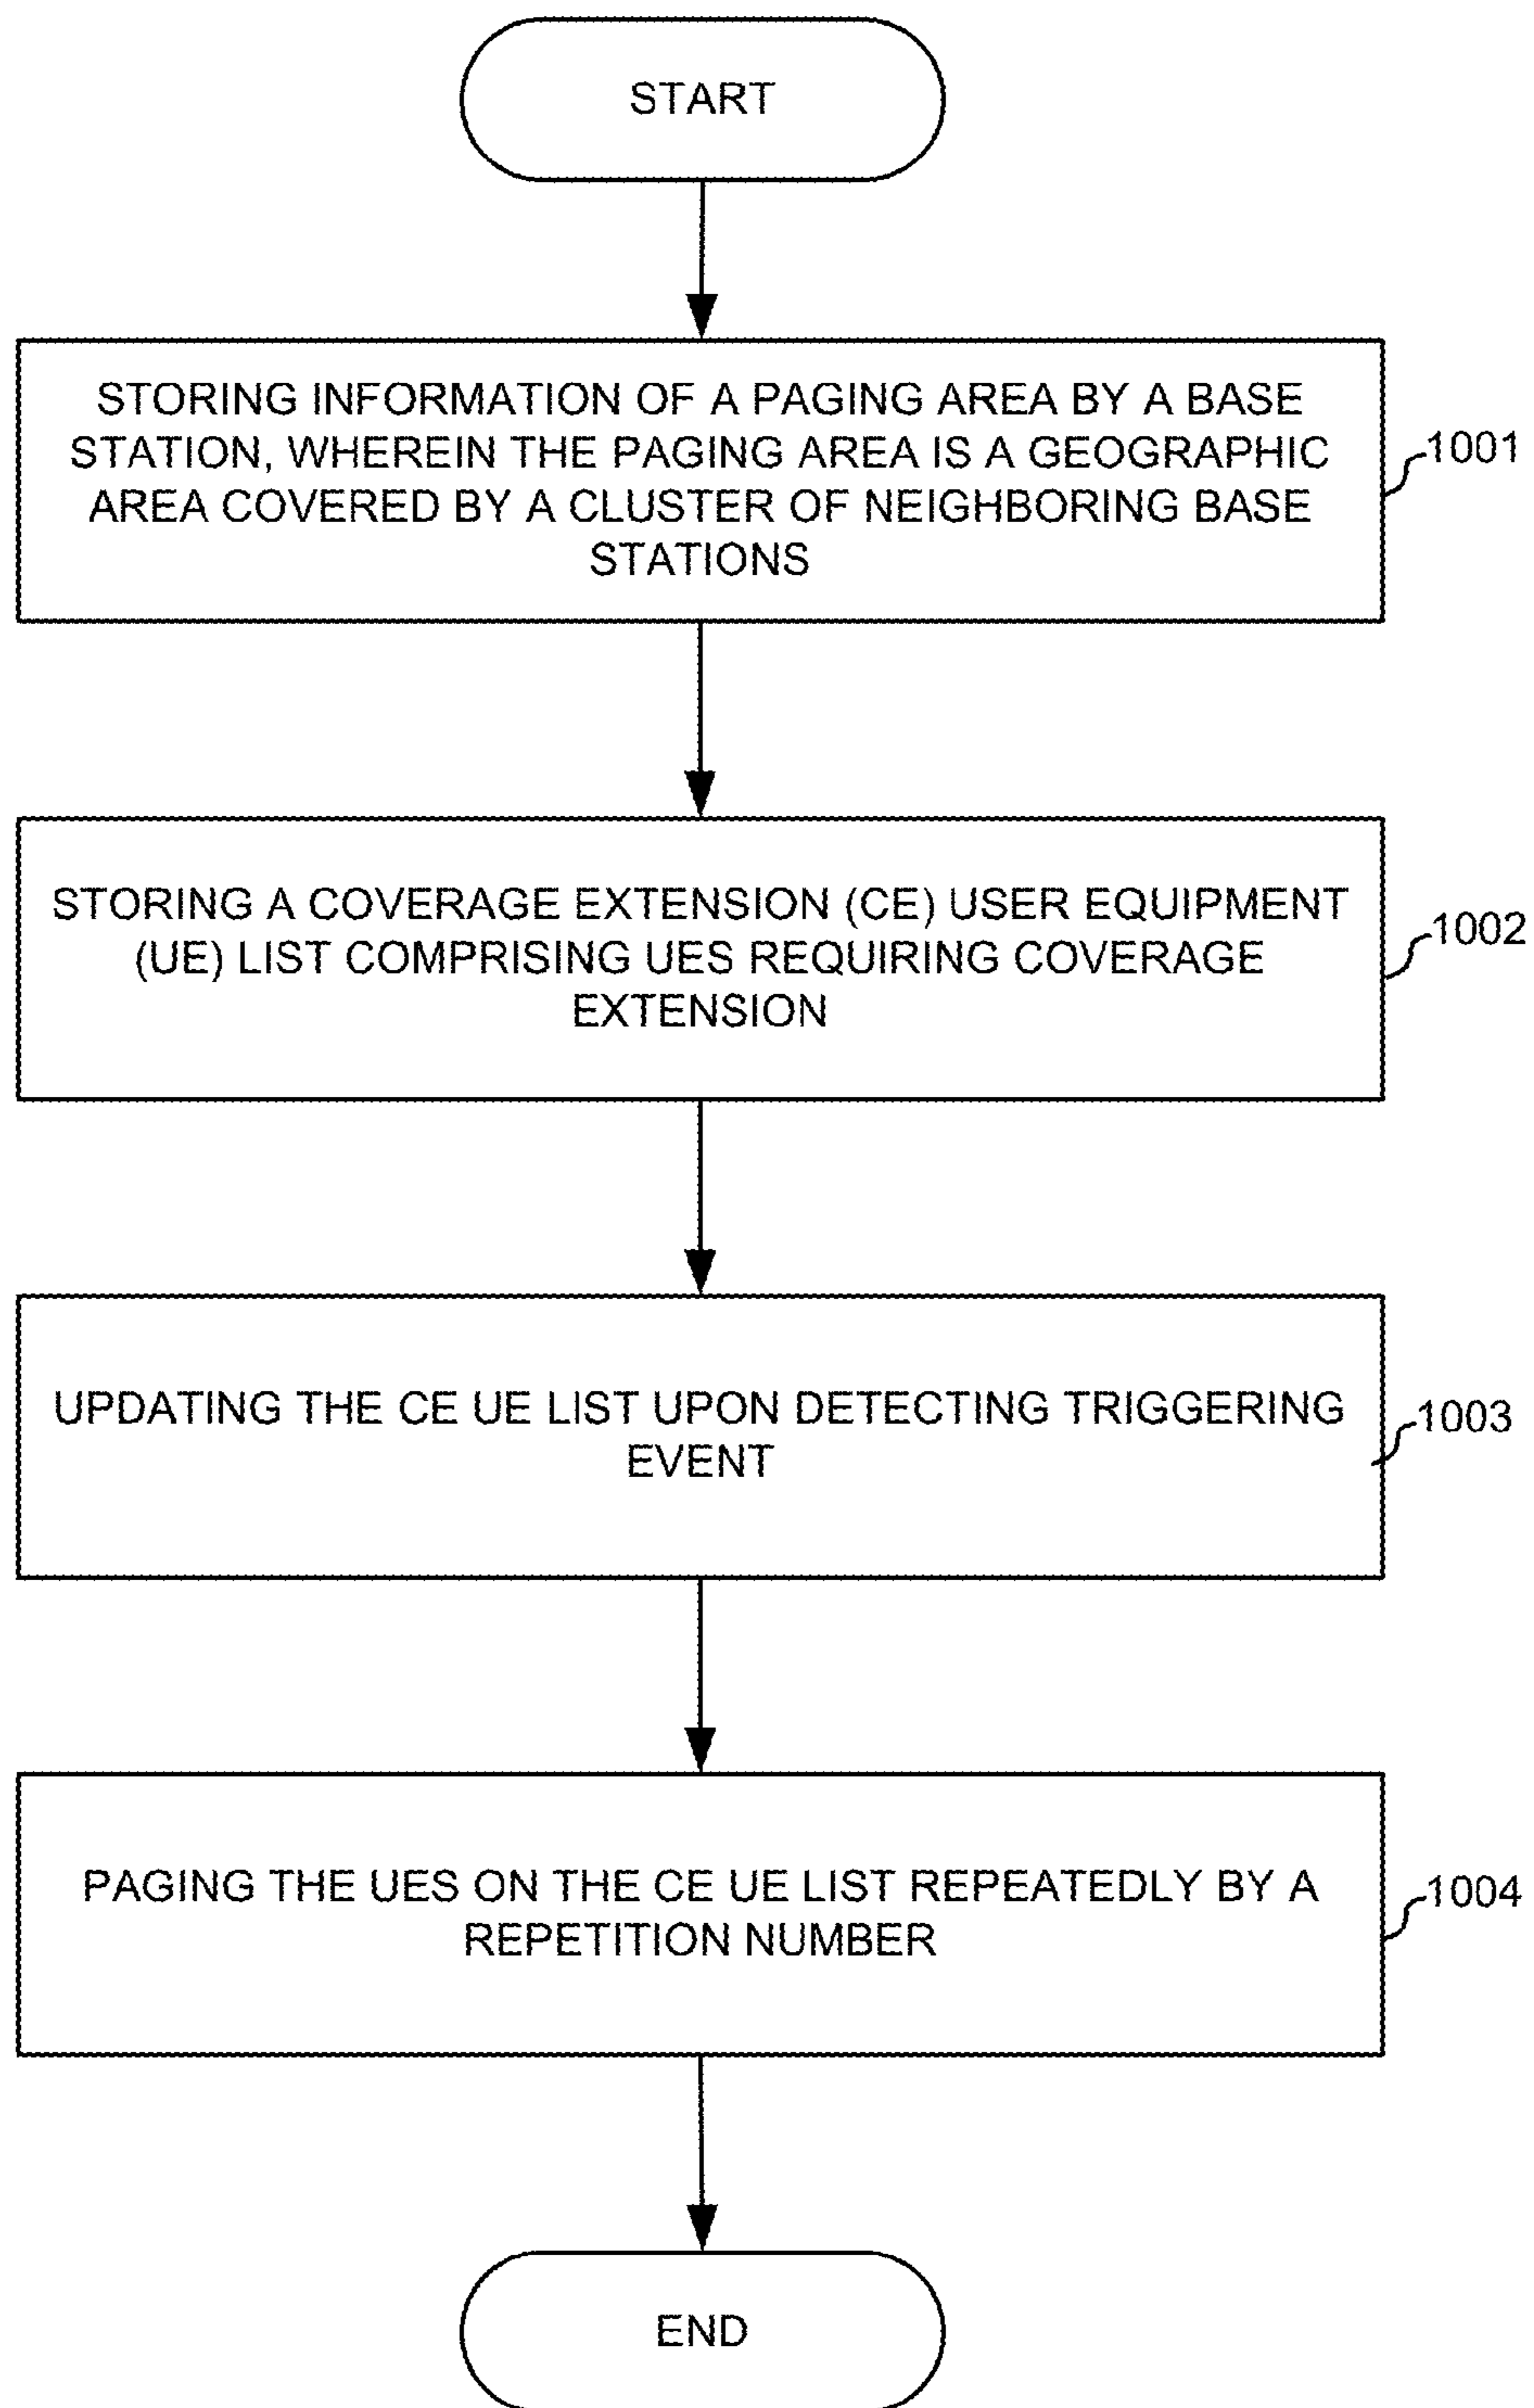 START
STORING INFORMATION OF A PAGING AREA BY A BASE
STATION, WHEREIN THE PAGING AREA IS A GEOGRAPHIC
AREA COVERED BY A CLUSTER OF NEIGHBORING BASE
STATIONS
1001
STORING A COVERAGE EXTENSION (CE) USER EQUIPMENT
(UE) LIST COMPRISING UES REQUIRING COVERAGE
EXTENSION
1002
UPDATING THE CE UE LIST UPON DETECTING TRIGGERING
EVENT
1003
PAGING THE UES ON THE CE UE LIST REPEATEDLY BY A
REPETITION NUMBER
1004
END